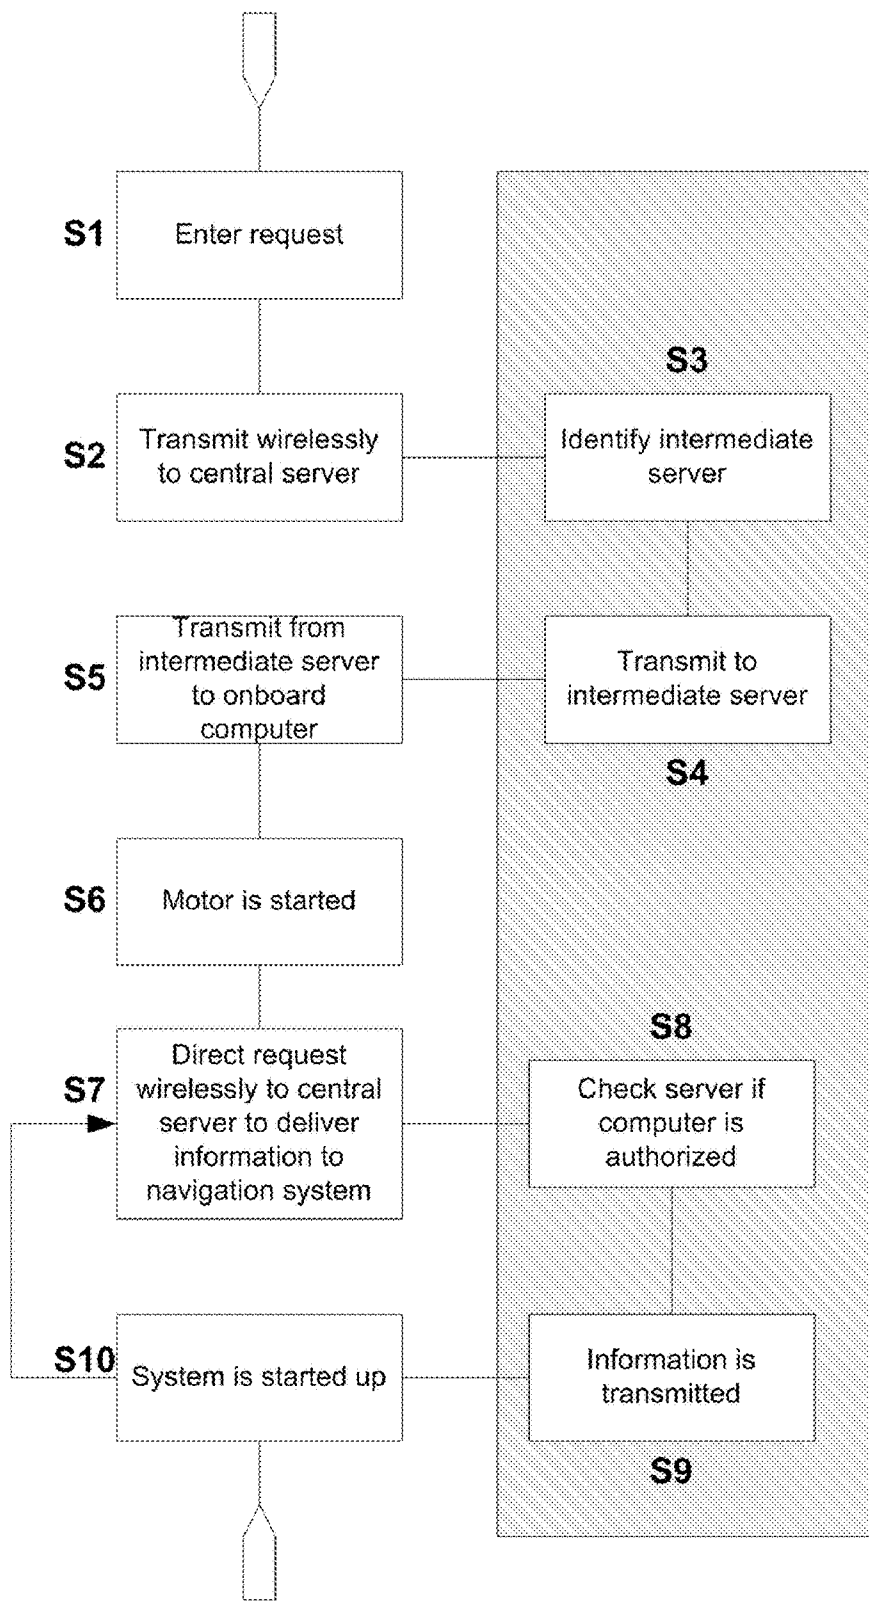 S1
Enter request
S3
S2
Transmit wirelessly
to central server
Identify intermediate
server
S5
Transmit from
intermediate server
to onboard
computer
Transmit to
intermediate server
S4
S6
Motor is started
S8
S7
Direct request
wirelessly to central
server to deliver
information to
navigation system
Check server if
computer is
authorized
S10
System is started up
Information is
transmitted
S9